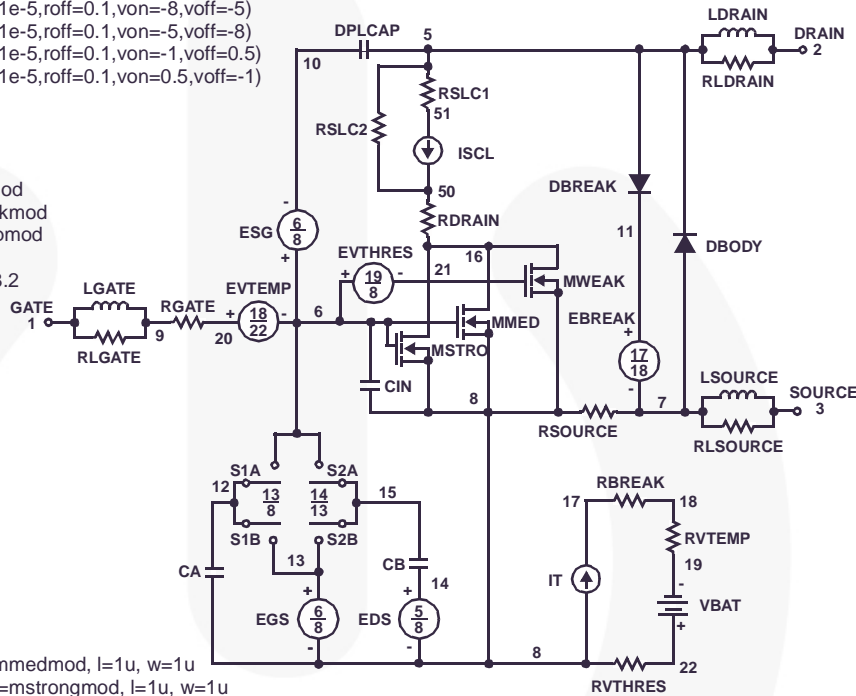 1e-5,roff=0.1,von=-8,voff=-5)
1e-5,roff=0.1,von=-5,voff=-8)
1e-5,roff=0.1,von=-1,voff=0.5)
1e-5,roff=0.1,von=0.5,voff=-1)
LDRAIN
DPLCAP 5 DRAIN
2
10
RLDRAIN
RSLC1
51
RSLC2
ISCL
od
kmod
omod
50
DBREAK
-
RDRAIN
ESG 6
8
11
DBODY
+
EVTHRES 16
3.2
+ 19
8 - 21
MWEAK
LGATE EVTEMP
GATE
1
RGATE + 18
22 - 6
EBREAK
+
MMED
9 20
MSTRO
17
18
RLGATE
LSOURCE
CIN
-
SOURCE
8 7 3
RSOURCE
RLSOURCE
S1A S2A
12 13
8 14
13 15
RBREAK
17 18
S1B S2B
RVTEMP
13 CB 19
CA
14 IT -
+ +
VBAT
EGS 6
8 EDS 5
8
+
- - 8
22
mmedmod, l=1u, w=1u
=mstrongmod, l=1u, w=1u
RVTHRES